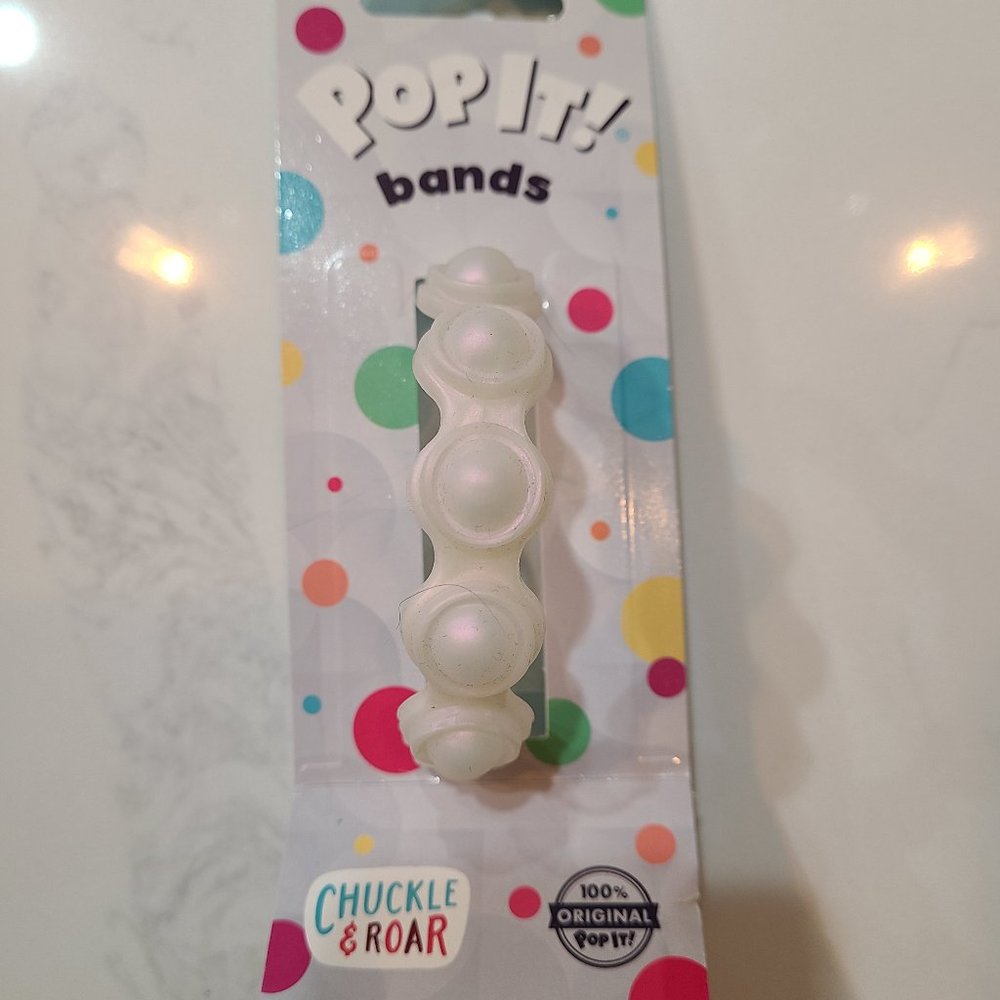 POP IT!
bands
CHUCKLE
& ROAR
100%
ORIGINAL
POP IT!